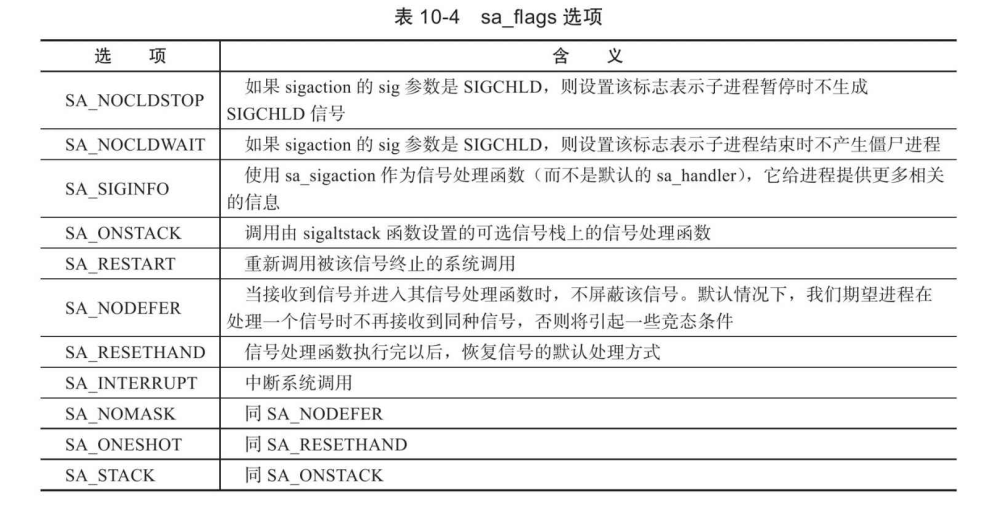 表 10-4 sa_flags 选项
选 项 含 义
SA_NOCLDSTOP 如果 sigaction 的 sig 参数是 SIGCHLD，则设置该标志表示子进程暂停时不生成
SIGCHLD 信号
SA_NOCLDWAIT 如果 sigaction 的 sig 参数是 SIGCHLD，则设置该标志表示子进程结束时不产生僵尸进程
SA_SIGINFO 使用 sa_sigaction 作为信号处理函数（而不是默认的 sa_handler），它给进程提供更多相关
的信息
SA_ONSTACK 调用由 sigaltstack 函数设置的可选信号栈上的信号处理函数
SA_RESTART 重新调用被该信号终止的系统调用
SA_NODEFER 当接收到信号并进入其信号处理函数时，不屏蔽该信号。默认情况下，我们期望进程在
处理一个信号时不再接收到同种信号，否则将引起一些竞态条件
SA_RESETHAND 信号处理函数执行完以后，恢复信号的默认处理方式
SA_INTERRUPT 中断系统调用
SA_NOMASK 同 SA_NODEFER
SA_ONESHOT 同 SA_RESETHAND
SA_STACK 同 SA_ONSTACK